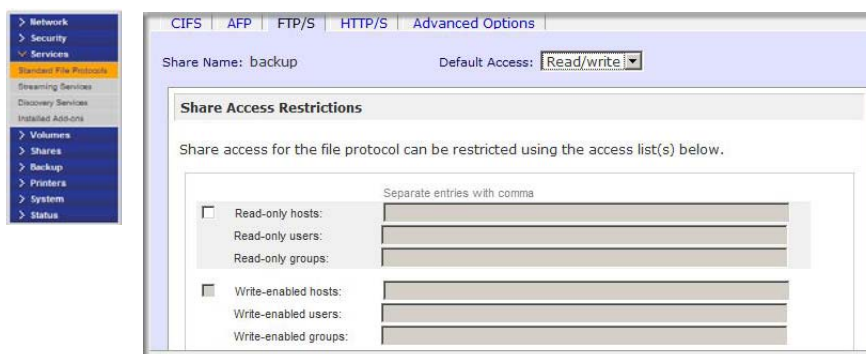 > Network
> Security
Services
Standard File Protocols
Streaming Services
Discovery Services
Installed Add-ons
> Volumes
> Shares
> Backup
> Printers
> System
> Status
CIFS | AFP | FTP/S | HTTP/S | Advanced Options |
Share Name: backup Default Access: Read/write
Share Access Restrictions
Share access for the file protocol can be restricted using the access list(s) below.
Separate entries with comma
Read-only hosts:
Read-only users:
Read-only groups:
Write-enabled hosts:
Write-enabled users:
Write-enabled groups: